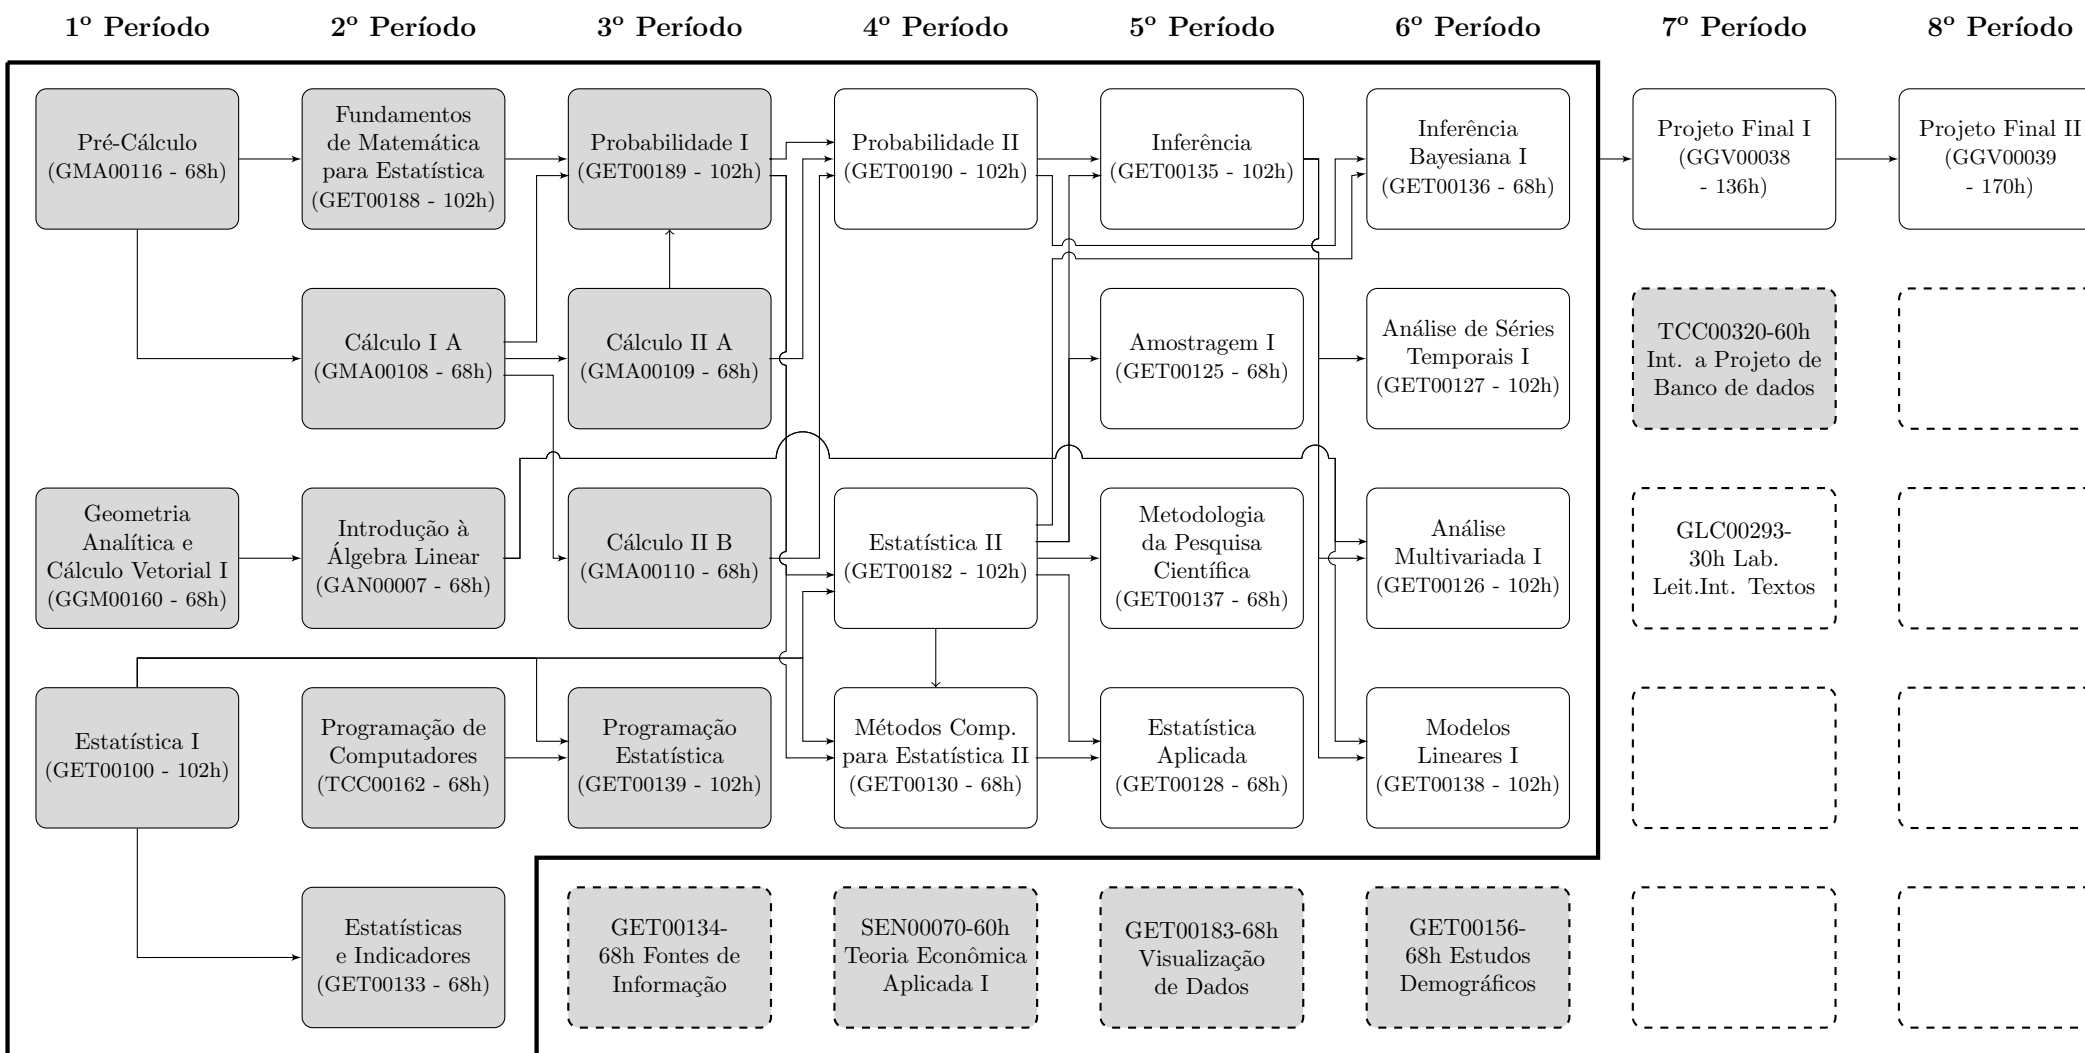 1º Período
2º Período
3º Período
4º Período
5º Período
6º Período
7º Período
8º Período
Pré-Cálculo
(GMA00116 - 68h)
Fundamentos
de Matemática
para Estatística
(GET00188 - 102h)
Probabilidade I
(GET00189 - 102h)
Probabilidade II
(GET00190 - 102h)
Inferência
(GET00135 - 102h)
Inferência
Bayesiana I
(GET00136 - 68h)
Projeto Final I
(GGV00038
- 136h)
Projeto Final II
(GGV00039
- 170h)
Cálculo I A
(GMA00108 - 68h)
Cálculo II A
(GMA00109 - 68h)
Amostragem I
(GET00125 - 68h)
Análise de Séries
Temporais I
(GET00127 - 102h)
TCC00320-60h
Int. a Projeto de
Banco de dados
Geometria
Analítica e
Cálculo Vetorial I
(GGM00160 - 68h)
Introdução à
Álgebra Linear
(GAN00007 - 68h)
Cálculo II B
(GMA00110 - 68h)
Estatística II
(GET00182 - 102h)
Metodologia
da Pesquisa
Científica
(GET00137 - 68h)
Análise
Multivariada I
(GET00126 - 102h)
GLC00293-
30h Lab.
Leit.Int. Textos
Estatística I
(GET00100 - 102h)
Programação de
Computadores
(TCC00162 - 68h)
Programação
Estatística
(GET00139 - 102h)
Métodos Comp.
para Estatística II
(GET00130 - 68h)
Estatística
Aplicada
(GET00128 - 68h)
Modelos
Lineares I
(GET00138 - 102h)
Estatísticas
e Indicadores
(GET00133 - 68h)
GET00134-
68h Fontes de
Informação
SEN00070-60h
Teoria Econômica
Aplicada I
GET00183-68h
Visualização
de Dados
GET00156-
68h Estudos
Demográficos